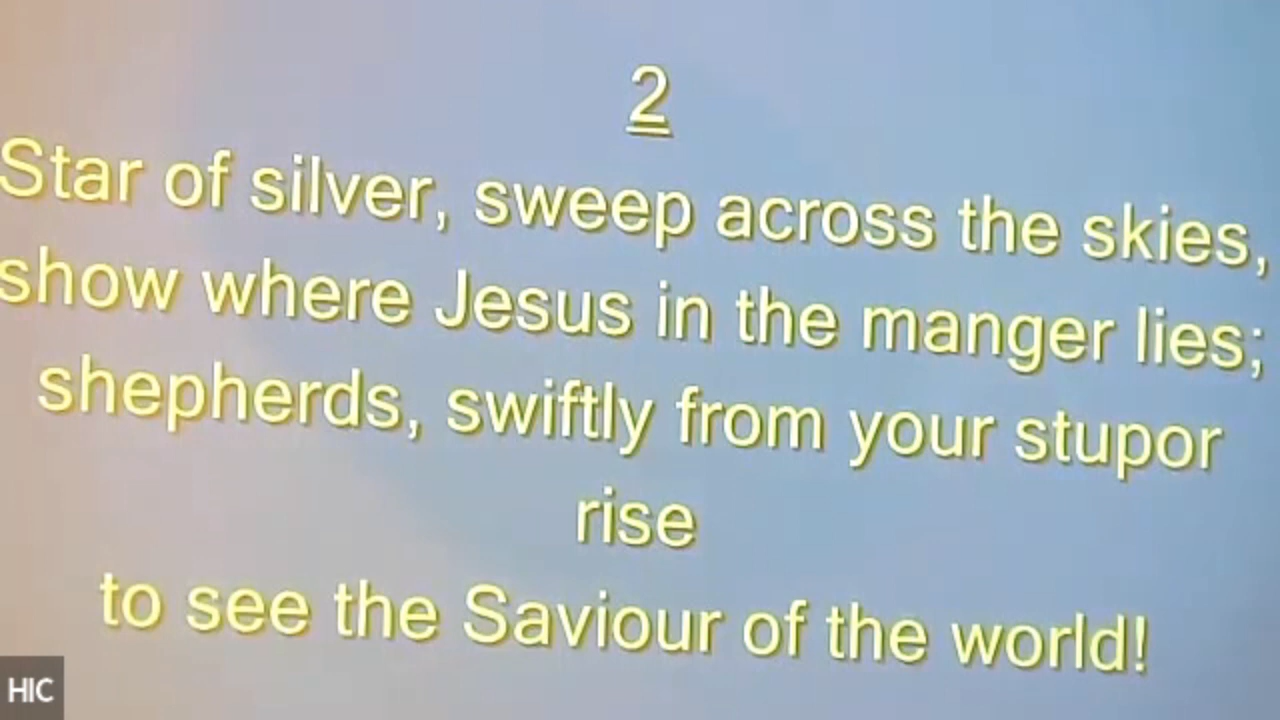 2
Star of silver, sweep across the skies,
show where Jesus in the manger lies;
shepherds, swiftly from your stupor
rise
to see the Saviour of the world!
HIC